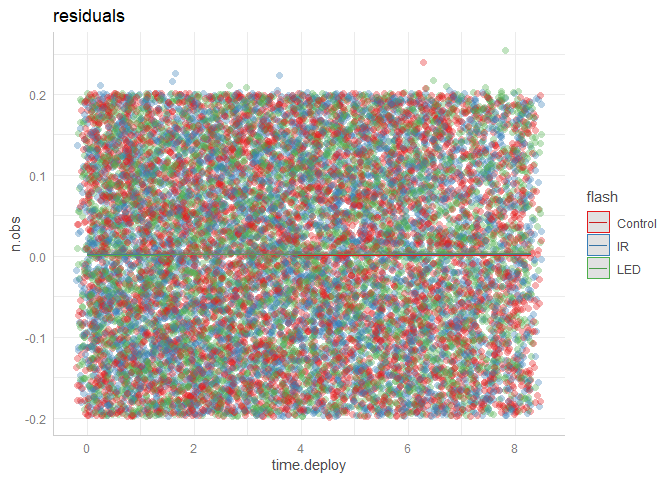 residuals
n.obs
0.2
0.1
0.0
-0.1
-0.2
0
2
4
6
8
time.deploy
flash
Control
IR
LED